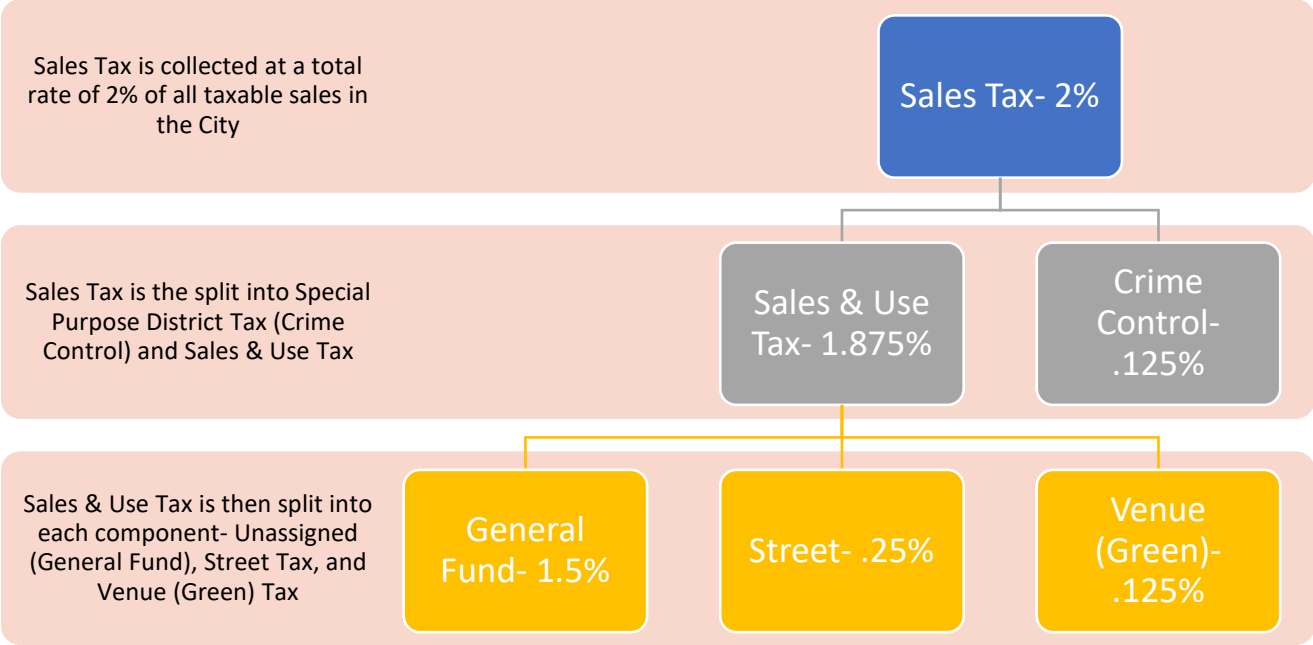 Sales Tax is collected at a total
rate of 2% of all taxable sales in
the City
Sales Tax- 2%
Sales Tax is the split into Special
Purpose District Tax (Crime
Control) and Sales & Use Tax
Sales & Use
Tax- 1.875%
Crime
Control-
.125%
Sales & Use Tax is then split into
each component- Unassigned
(General Fund), Street Tax, and
Venue (Green) Tax
General
Fund- 1.5%
Street- .25%
Venue
(Green)-
.125%